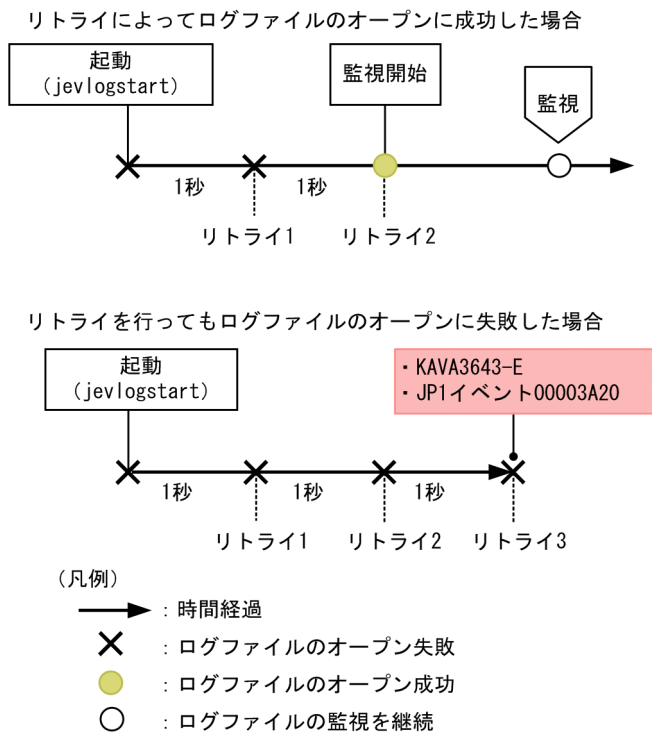 リトライによってログファイルのオープンに成功した場合
起動
(jevlogstart)
監視開始
監視
1秒
1秒
リトライ1
リトライ2
リトライを行ってもログファイルのオープンに失敗した場合
起動
(jevlogstart)
・KAVA3643-E
・JP1イベント00003A20
1秒
1秒
1秒
リトライ1
リトライ2
リトライ3
(凡例)
：時間経過
：ログファイルのオープン失敗
：ログファイルのオープン成功
：ログファイルの監視を継続